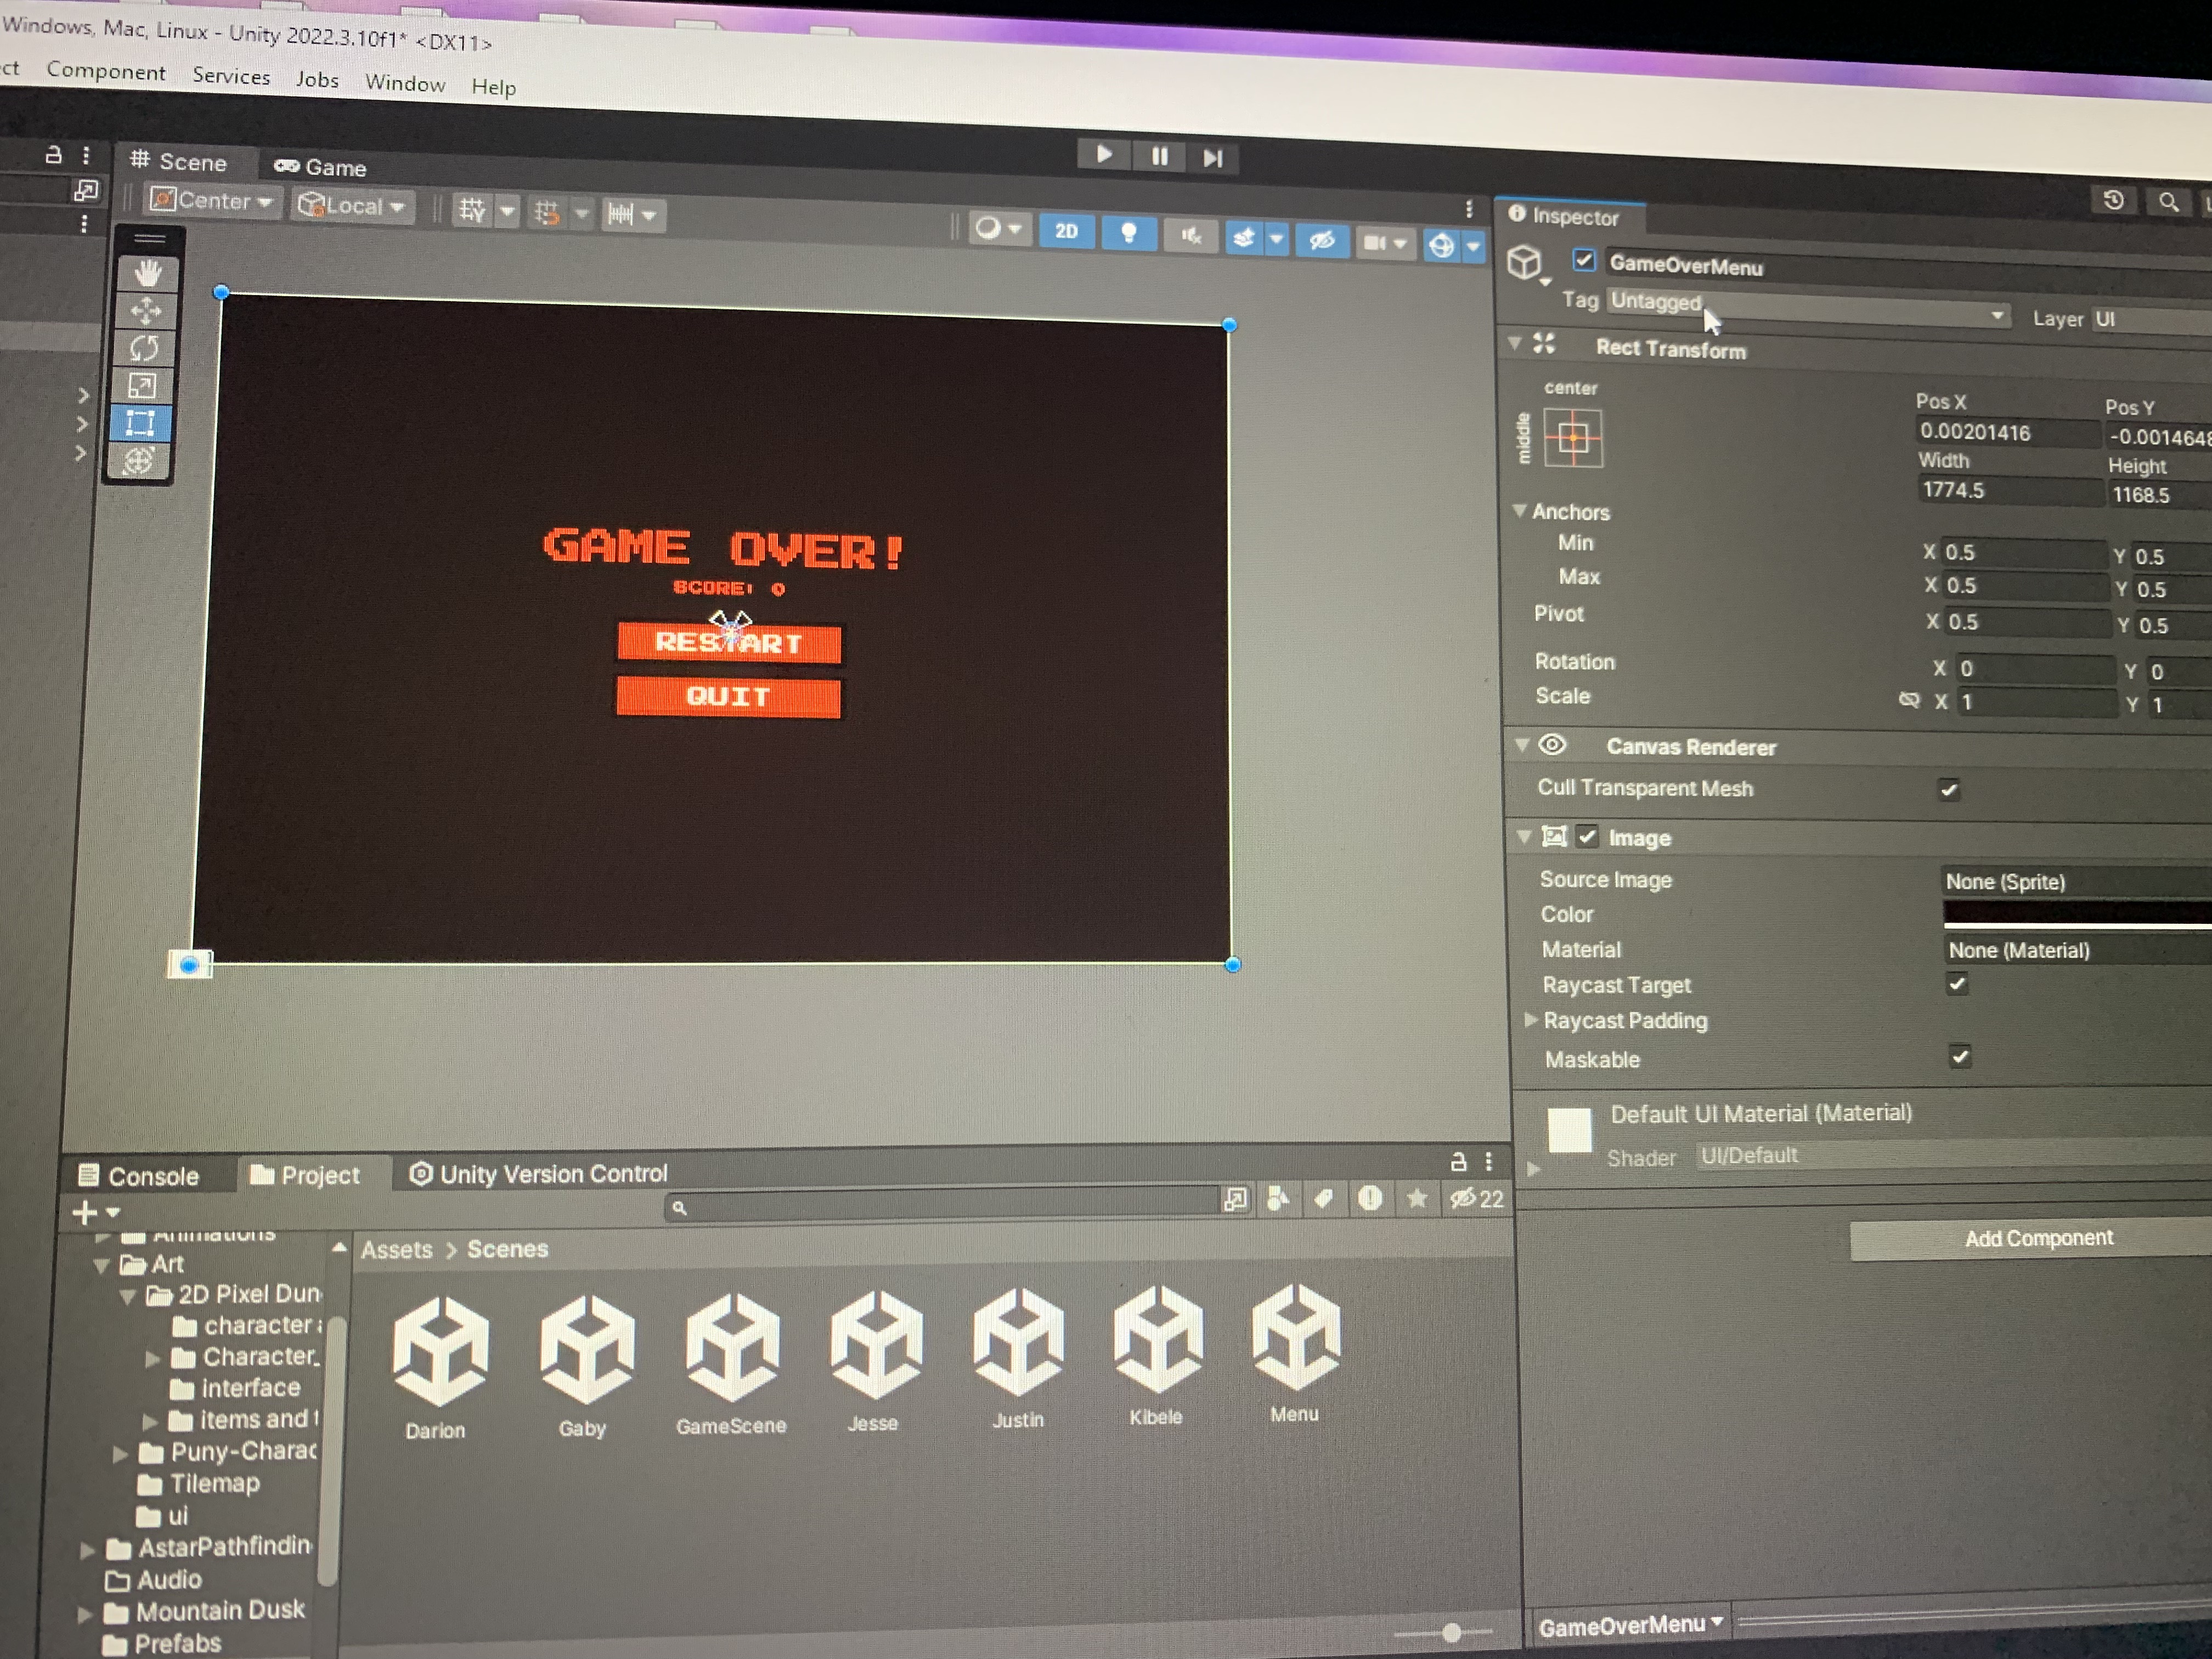 Windows, Mac, Linux - Unity 2022.3.10f1* <DX11>
ct Component Services Jobs Window Help
Scene Game
Center Local
2D
Inspector
GameOverMenu
Tag Untagged Layer UI
Rect Transform
center
middle
Pos X Pos Y
0.00201416 -0.0014648
Width Height
1774.5 1168.5
Anchors
Min X 0.5 Y 0.5
Max X 0.5 Y 0.5
Pivot X 0.5 Y 0.5
Rotation X 0 Y 0
Scale X 1 Y 1
Canvas Renderer
Cull Transparent Mesh
Image
Source Image None (Sprite)
Color
Material None (Material)
Raycast Target
Raycast Padding
Maskable
Default UI Material (Material)
Shader UI/Default
Add Component
GameOverMenu
GAME OVER!
SCORE: 0
RESTART
QUIT
Console Project Unity Version Control
22
Animations
Art
2D Pixel Dun
character
Character_
interface
items and t
Puny-Charac
Tilemap
ui
AstarPathfindin
Audio
Mountain Dusk
Prefabs
Assets > Scenes
Darion Gaby GameScene Jesse Justin Kibele Menu